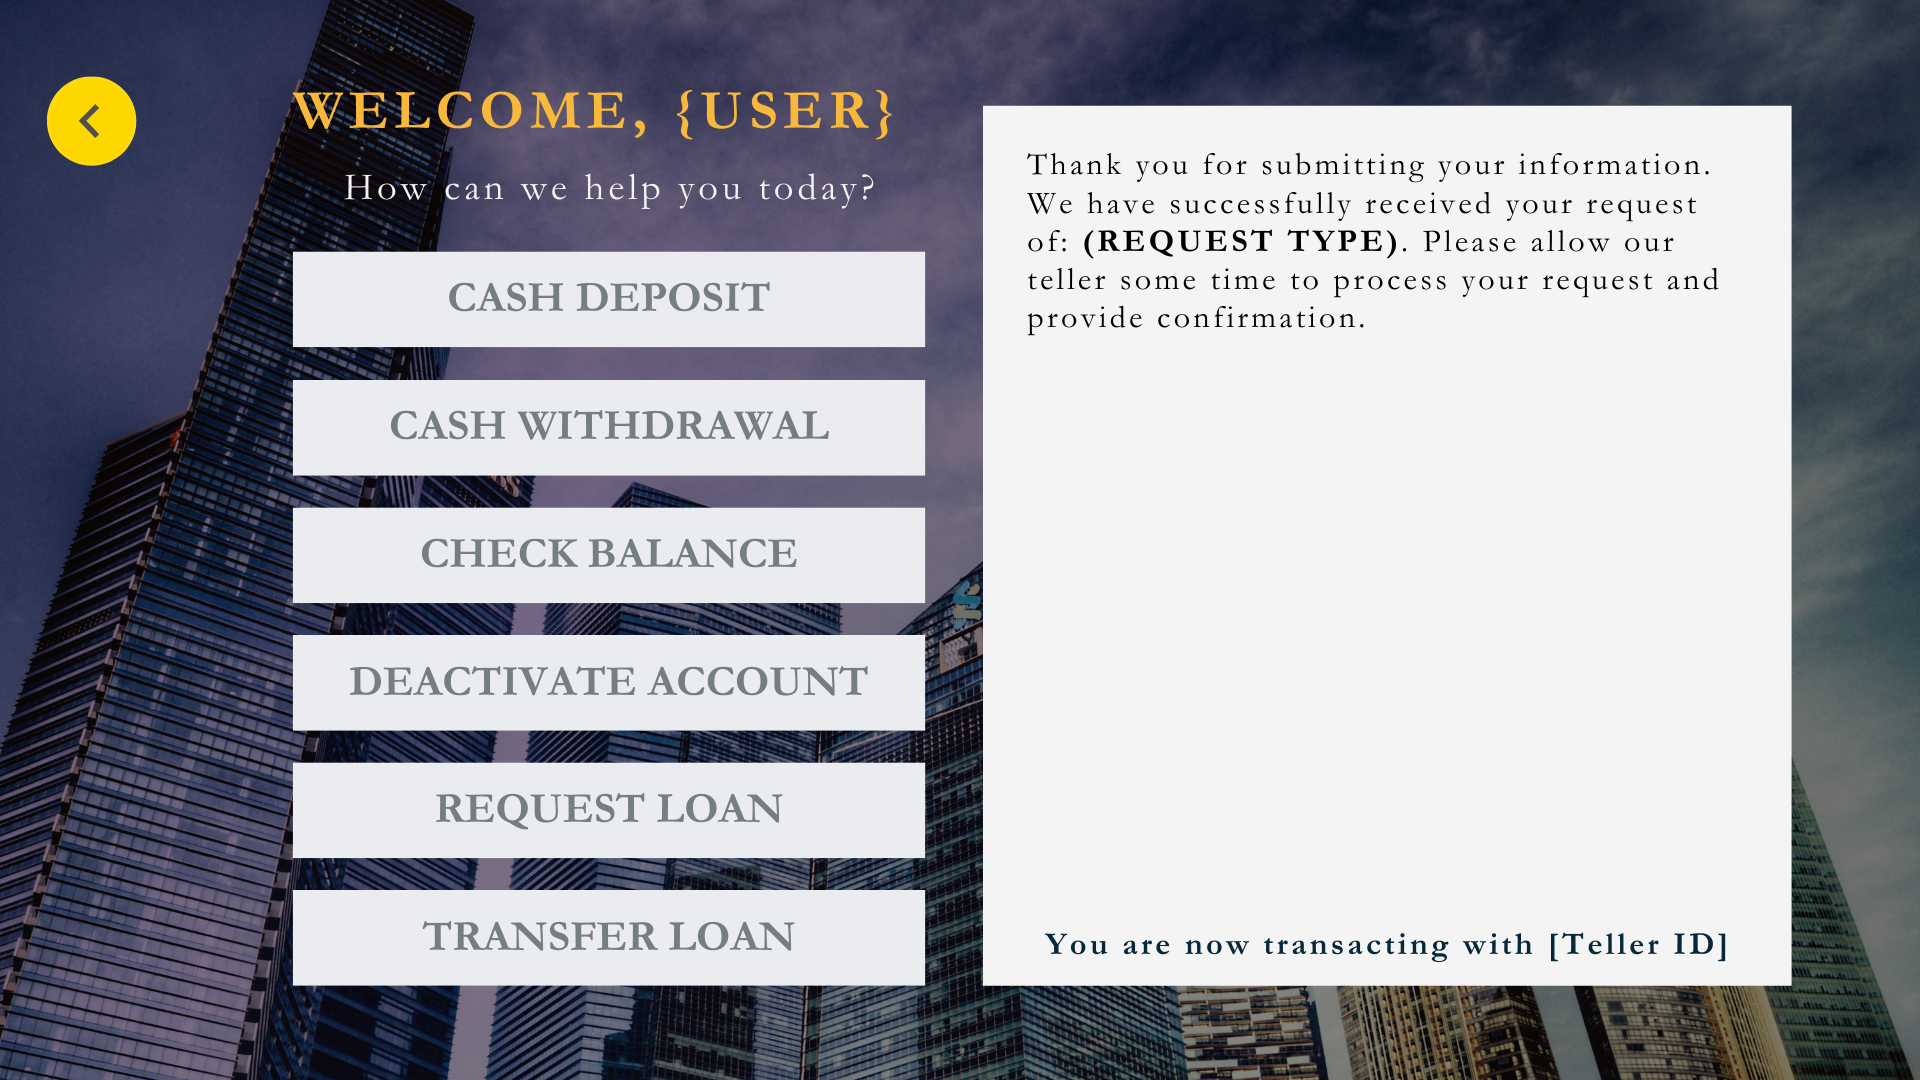 WELCOME, {USER}
How can we help you today?
CASH DEPOSIT
CASH WITHDRAWAL
CHECK BALANCE
DEACTIVATE ACCOUNT
REQUEST LOAN
TRANSFER LOAN
Thank you for submitting your information.
We have successfully received your request
of: (REQUEST TYPE). Please allow our
teller some time to process your request and
provide confirmation.
You are now transacting with [Teller ID]